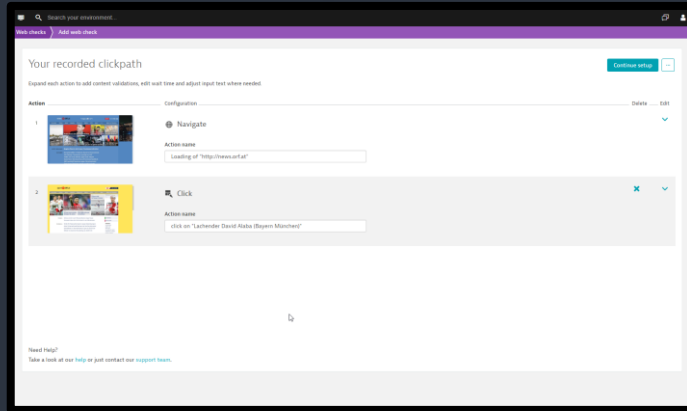 Search your environment...
Web checks
Add web check
Your recorded clickpath
Continue setup
...
Expand each action to add content validations, edit wait time and adjust input text where needed.
Action
Configuration
Delete
Edit
1
Navigate
Action name
Loading of "http://news.orf.at"
2
Click
Action name
click on "Lachender David Alaba (Bayern München)"
Need Help?
Take a look at our help or just contact our support team.